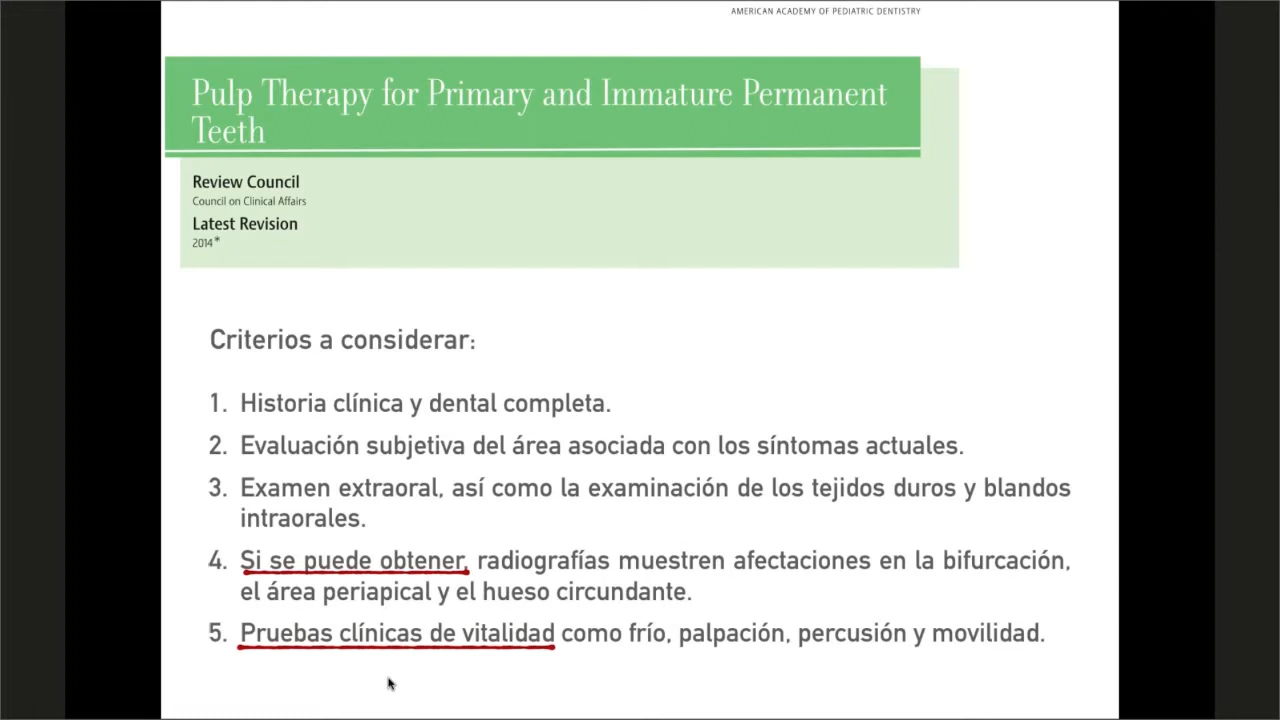 AMERICAN ACADEMY OF PEDIATRIC DENTISTRY
Pulp Therapy for Primary and Immature Permanent
Teeth
Review Council
Council on Clinical Affairs
Latest Revision
2014*
Criterios a considerar:
1. Historia clínica y dental completa.
2. Evaluación subjetiva del área asociada con los síntomas actuales.
3. Examen extraoral, así como la examinación de los tejidos duros y blandos
intraorales.
4. Si se puede obtener, radiografías muestren afectaciones en la bifurcación,
el área periapical y el hueso circundante.
5. Pruebas clínicas de vitalidad como frío, palpación, percusión y movilidad.